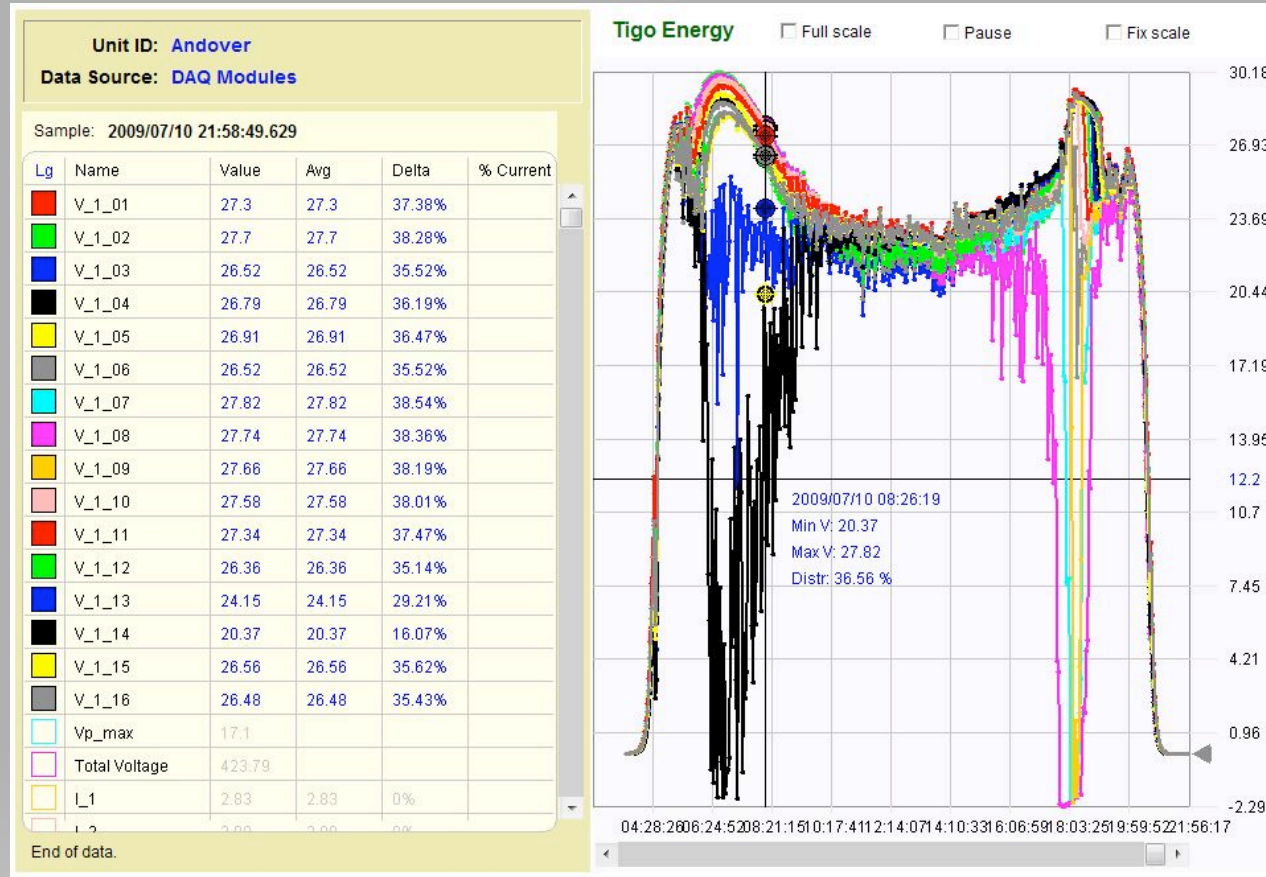 Unit ID: Andover
Data Source: DAQ Modules
Sample: 2009/07/10 21:58:49.629
Lg Name Value Avg Delta % Current
V_1_01 27.3 27.3 37.38%
V_1_02 27.7 27.7 38.28%
V_1_03 26.52 26.52 35.52%
V_1_04 26.79 26.79 36.19%
V_1_05 26.91 26.91 36.47%
V_1_06 26.52 26.52 35.52%
V_1_07 27.82 27.82 38.54%
V_1_08 27.74 27.74 38.36%
V_1_09 27.66 27.66 38.19%
V_1_10 27.58 27.58 38.01%
V_1_11 27.34 27.34 37.47%
V_1_12 26.36 26.36 35.14%
V_1_13 24.15 24.15 29.21%
V_1_14 20.37 20.37 16.07%
V_1_15 26.56 26.56 35.62%
V_1_16 26.48 26.48 35.43%
Vp_max 17.1
Total Voltage 423.79
I_1 2.83 2.83 0%
End of data.
Tigo Energy Full scale Pause Fix scale
30.18
26.93
23.69
20.44
17.19
13.95
12.2
10.7
7.45
4.21
0.96
-2.29
2009/07/10 08:26:19
Min V: 20.37
Max V: 27.82
Distr: 36.56 %
04:28:26 06:24:52 08:21:15 10:17:41 12:14:07 14:10:33 16:06:59 18:03:25 19:59:52 21:56:17